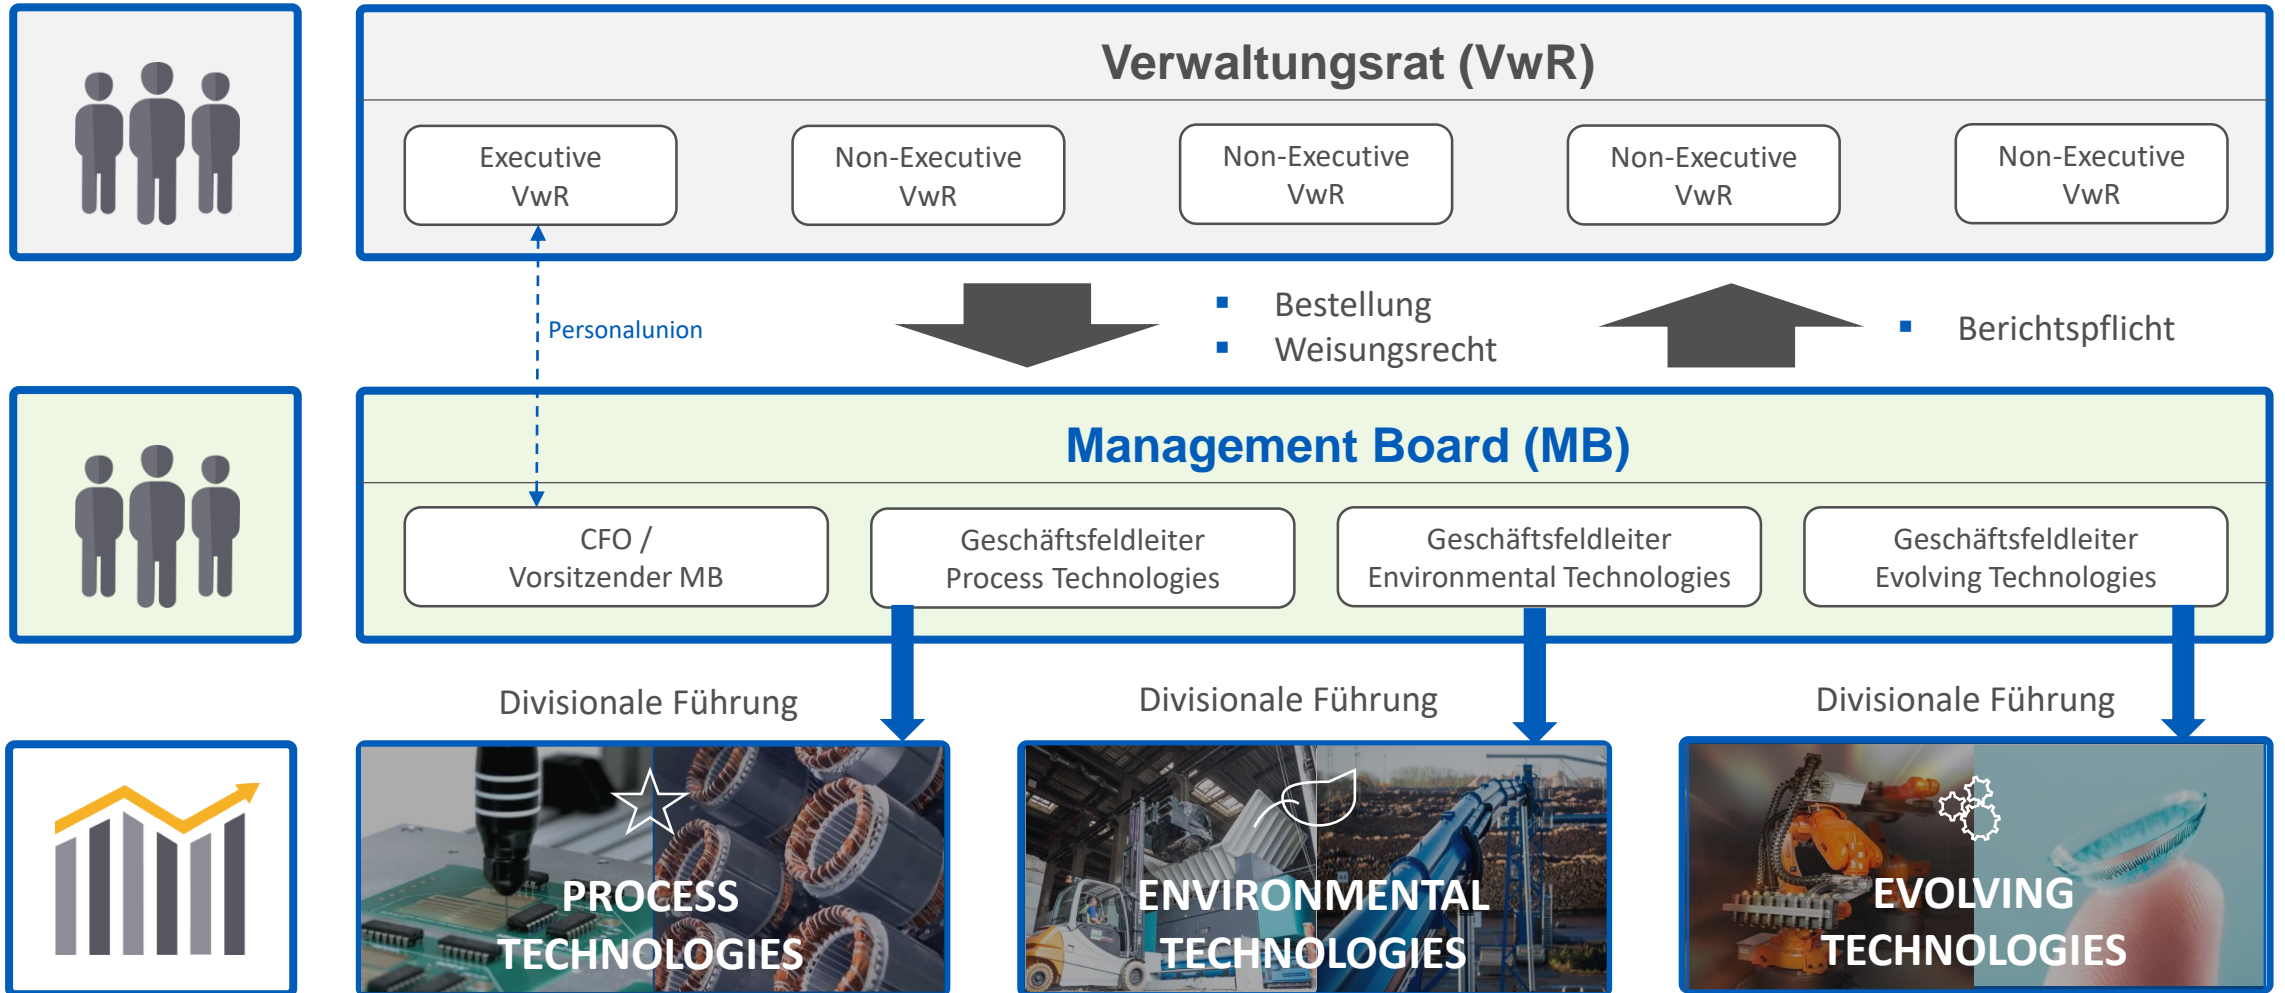 Verwaltungsrat (VwR)
Executive
VwR
Non-Executive
VwR
Non-Executive
VwR
Non-Executive
VwR
Non-Executive
VwR
Personalunion
▪ Bestellung
▪ Weisungsrecht
▪ Berichtspflicht
Management Board (MB)
CFO /
Vorsitzender MB
Geschäftsfeldleiter
Process Technologies
Geschäftsfeldleiter
Environmental Technologies
Geschäftsfeldleiter
Evolving Technologies
Divisionale Führung
Divisionale Führung
Divisionale Führung
PROCESS
TECHNOLOGIES
ENVIRONMENTAL
TECHNOLOGIES
EVOLVING
TECHNOLOGIES